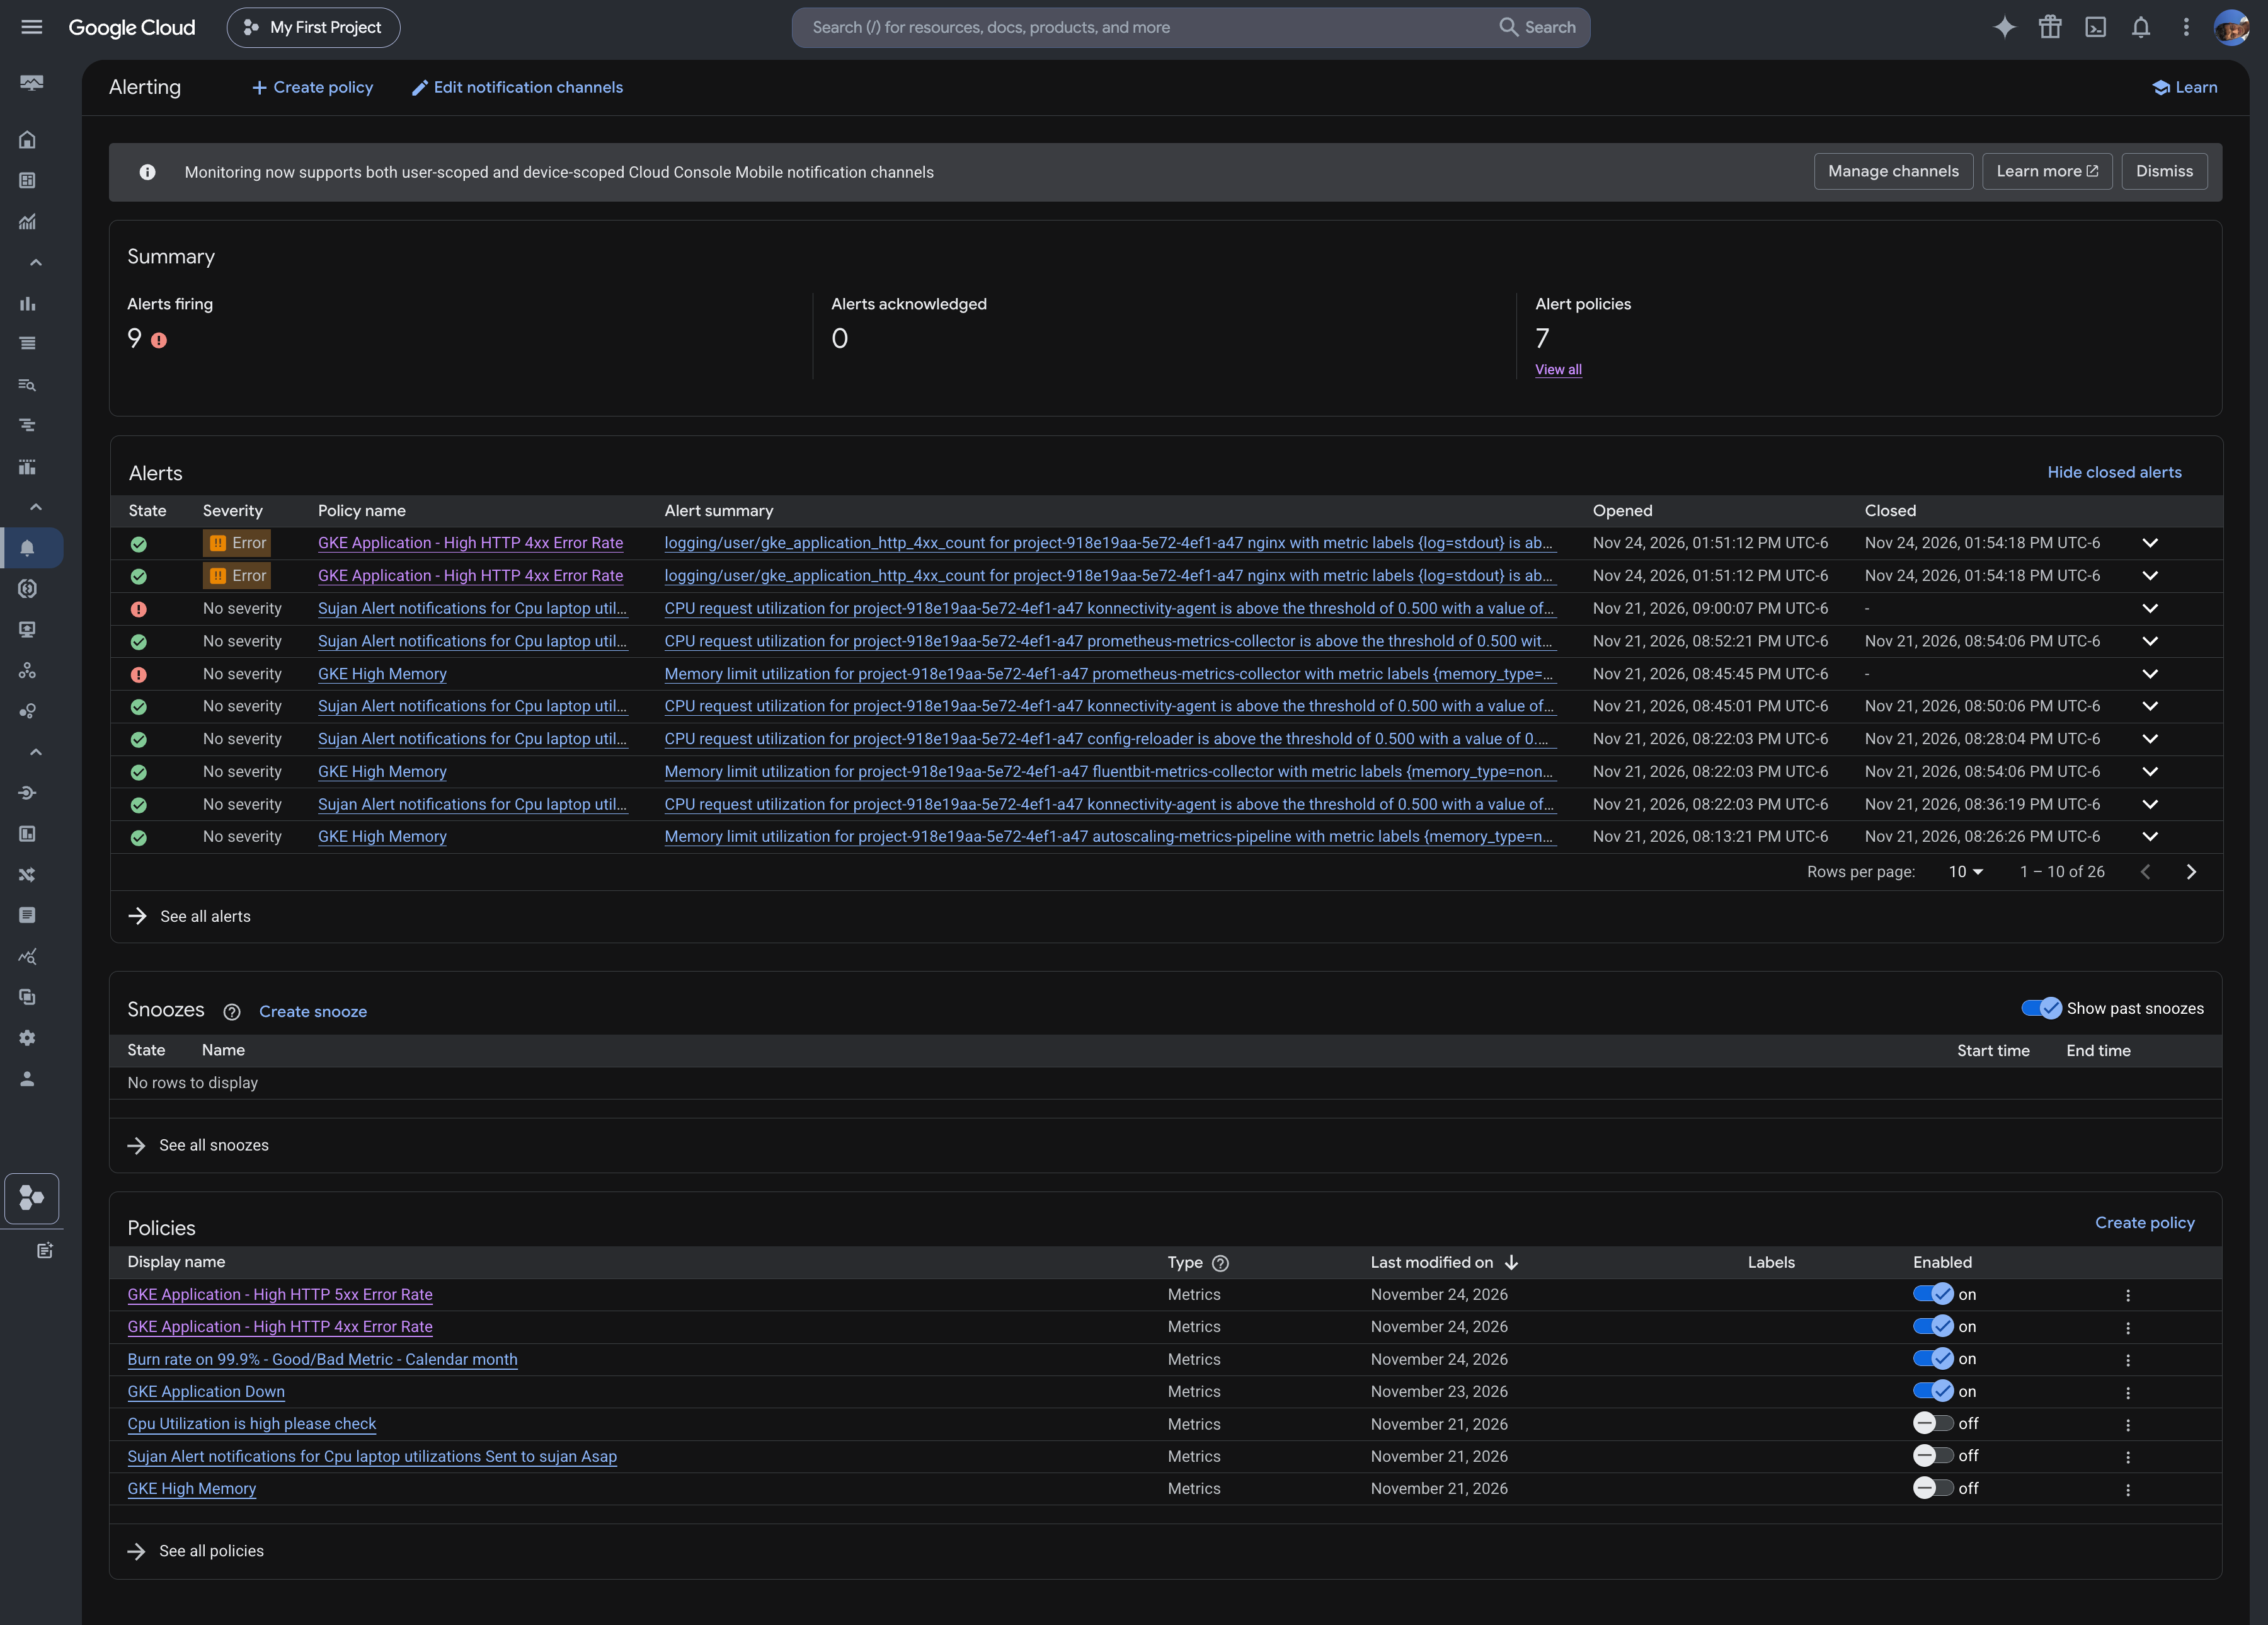 Google Cloud
My First Project
Search (/) for resources, docs, products, and more
Search
Alerting
Create policy
Edit notification channels
Learn
Monitoring now supports both user-scoped and device-scoped Cloud Console Mobile notification channels
Manage channels
Learn more
Dismiss
Summary
Alerts firing
9
Alerts acknowledged
0
Alert policies
7
View all
Alerts
Hide closed alerts
State Severity Policy name Alert summary Opened Closed
Error GKE Application - High HTTP 4xx Error Rate logging/user/gke_application_http_4xx_count for project-918e19aa-5e72-4ef1-a47 nginx with metric labels {log=stdout} is ab... Nov 24, 2026, 01:51:12 PM UTC-6 Nov 24, 2026, 01:54:18 PM UTC-6
Error GKE Application - High HTTP 4xx Error Rate logging/user/gke_application_http_4xx_count for project-918e19aa-5e72-4ef1-a47 nginx with metric labels {log=stdout} is ab... Nov 24, 2026, 01:51:12 PM UTC-6 Nov 24, 2026, 01:54:18 PM UTC-6
No severity Sujan Alert notifications for Cpu laptop util... CPU request utilization for project-918e19aa-5e72-4ef1-a47 konnectivity-agent is above the threshold of 0.500 with a value of... Nov 21, 2026, 09:00:07 PM UTC-6 -
No severity Sujan Alert notifications for Cpu laptop util... CPU request utilization for project-918e19aa-5e72-4ef1-a47 prometheus-metrics-collector is above the threshold of 0.500 wit... Nov 21, 2026, 08:52:21 PM UTC-6 Nov 21, 2026, 08:54:06 PM UTC-6
No severity GKE High Memory Memory limit utilization for project-918e19aa-5e72-4ef1-a47 prometheus-metrics-collector with metric labels {memory_type=... Nov 21, 2026, 08:45:45 PM UTC-6 -
No severity Sujan Alert notifications for Cpu laptop util... CPU request utilization for project-918e19aa-5e72-4ef1-a47 konnectivity-agent is above the threshold of 0.500 with a value of... Nov 21, 2026, 08:45:01 PM UTC-6 Nov 21, 2026, 08:50:06 PM UTC-6
No severity Sujan Alert notifications for Cpu laptop util... CPU request utilization for project-918e19aa-5e72-4ef1-a47 config-reloader is above the threshold of 0.500 with a value of 0.... Nov 21, 2026, 08:22:03 PM UTC-6 Nov 21, 2026, 08:28:04 PM UTC-6
No severity GKE High Memory Memory limit utilization for project-918e19aa-5e72-4ef1-a47 fluentbit-metrics-collector with metric labels {memory_type=non... Nov 21, 2026, 08:22:03 PM UTC-6 Nov 21, 2026, 08:54:06 PM UTC-6
No severity Sujan Alert notifications for Cpu laptop util... CPU request utilization for project-918e19aa-5e72-4ef1-a47 konnectivity-agent is above the threshold of 0.500 with a value of... Nov 21, 2026, 08:22:03 PM UTC-6 Nov 21, 2026, 08:36:19 PM UTC-6
No severity GKE High Memory Memory limit utilization for project-918e19aa-5e72-4ef1-a47 autoscaling-metrics-pipeline with metric labels {memory_type=n... Nov 21, 2026, 08:13:21 PM UTC-6 Nov 21, 2026, 08:26:26 PM UTC-6
Rows per page: 10 1 – 10 of 26
See all alerts
Snoozes
Create snooze
Show past snoozes
State Name Start time End time
No rows to display
See all snoozes
Policies
Create policy
Display name Type Last modified on Labels Enabled
GKE Application - High HTTP 5xx Error Rate Metrics November 24, 2026 on
GKE Application - High HTTP 4xx Error Rate Metrics November 24, 2026 on
Burn rate on 99.9% - Good/Bad Metric - Calendar month Metrics November 24, 2026 on
GKE Application Down Metrics November 23, 2026 on
Cpu Utilization is high please check Metrics November 21, 2026 off
Sujan Alert notifications for Cpu laptop utilizations Sent to sujan Asap Metrics November 21, 2026 off
GKE High Memory Metrics November 21, 2026 off
See all policies